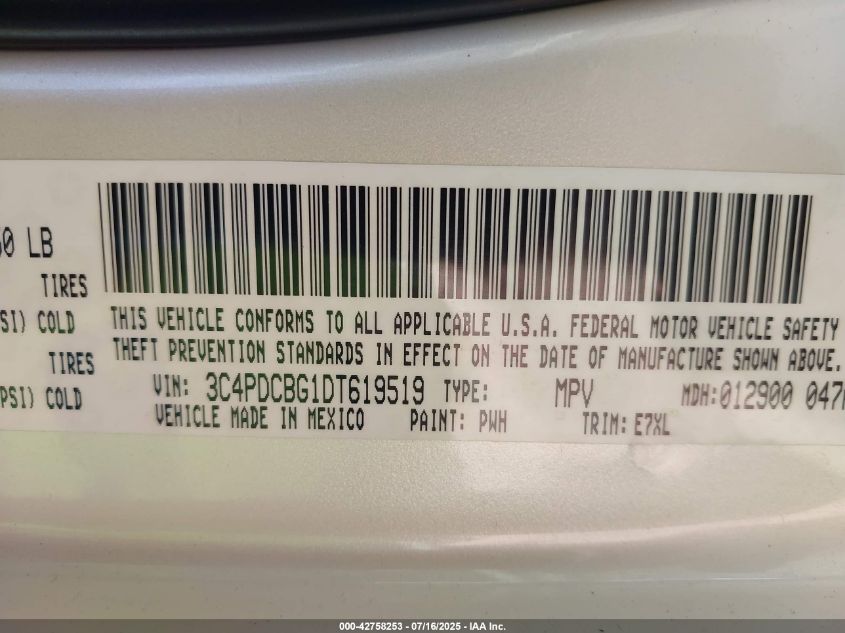 0 LB
TIRES
SI) COLD
TIRES
PSI) COLD
THIS VEHICLE CONFORMS TO ALL APPLICABLE U.S.A. FEDERAL MOTOR VEHICLE SAFETY
THEFT PREVENTION STANDARDS IN EFFECT ON THE DATE OF MANUFACTURE SHOWN ABOVE.
VIN: 3C4PDCBG1DT619519 TYPE: MPV MDH:012900 047
VEHICLE MADE IN MEXICO PAINT: PWH TRIM: E7XL
000-42758253 - 07/16/2025 - IAA Inc.